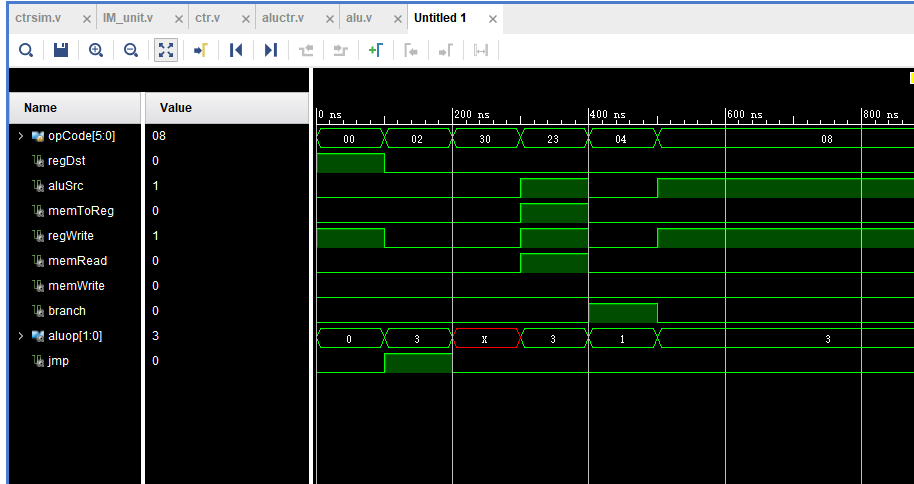 ctrsim.v × IM_unit.v × ctr.v × aluctr.v × alu.v × Untitled 1 ×
0 ns 200 ns 400 ns 600 ns 800 ns
Name Value
opCode[5:0] 08 00 02 30 23 04 08
regDst 0
aluSrc 1
memToReg 0
regWrite 1
memRead 0
memWrite 0
branch 0
aluop[1:0] 3 0 3 X 3 1 3
jmp 0